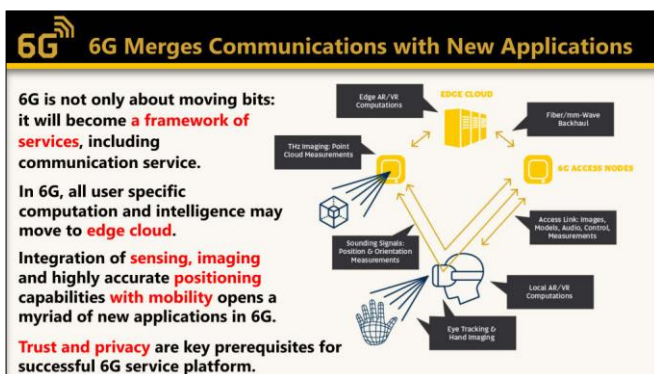 6G
6G Merges Communications with New Applications
6G is not only about moving bits:
it will become a framework of
services, including
communication service.
In 6G, all user specific
computation and intelligence may
move to edge cloud.
Integration of sensing, imaging
and highly accurate positioning
capabilities with mobility opens a
myriad of new applications in 6G.
Trust and privacy are key prerequisites for
successful 6G service platform.
Edge AR/VR
Computations
EDGE CLOUD
Fiber/mm-Wave
Backhaul
THz Imaging: Point
Cloud Measurements
6G ACCESS NODES
Sounding Signals:
Position & Orientation
Measurements
Access Link: Images,
Models, Audio, Control,
Measurements
Local AR/VR
Computations
Eye Tracking &
Hand Imaging